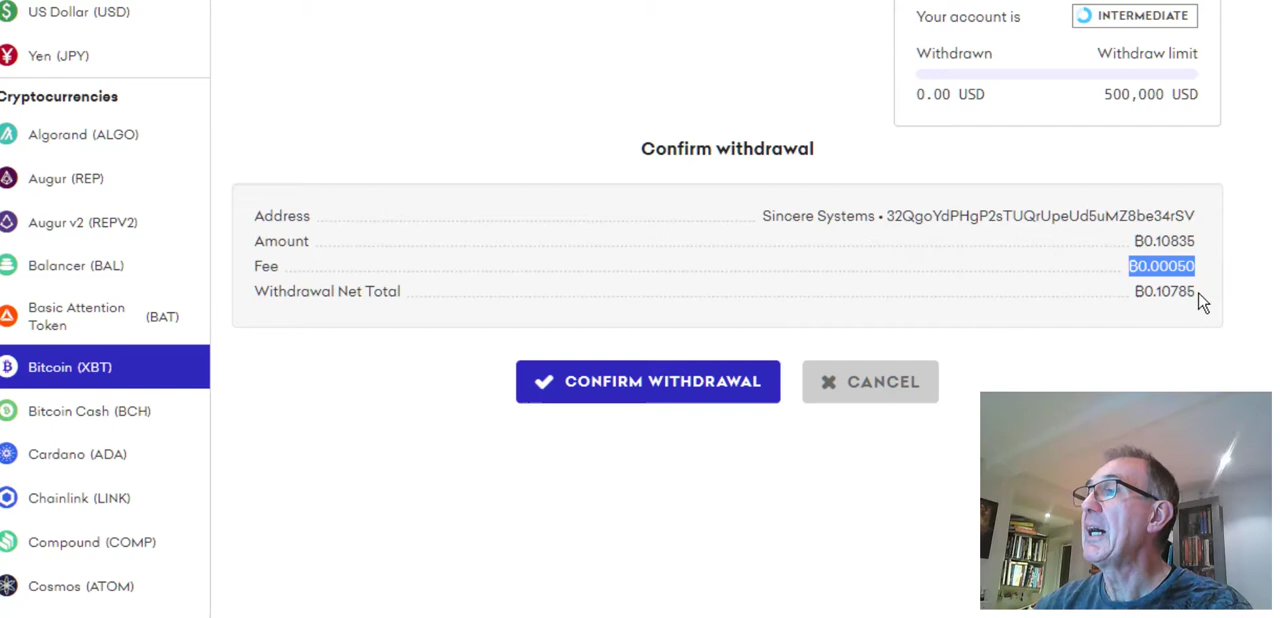 US Dollar (USD)
Yen (JPY)
Cryptocurrencies
Algorand (ALGO)
Augur (REP)
Augur v2 (REPV2)
Balancer (BAL)
Basic Attention
Token (BAT)
Bitcoin (XBT)
Bitcoin Cash (BCH)
Cardano (ADA)
Chainlink (LINK)
Compound (COMP)
Cosmos (ATOM)
Your account is INTERMEDIATE
Withdrawn Withdraw limit
0.00 USD 500,000 USD
Confirm withdrawal
Address Sincere Systems • 32QgoYdPHgP2sTUQrUpeUd5uMZ8be34rSV
Amount ₿0.10835
Fee ₿0.00050
Withdrawal Net Total ₿0.10785
CONFIRM WITHDRAWAL CANCEL